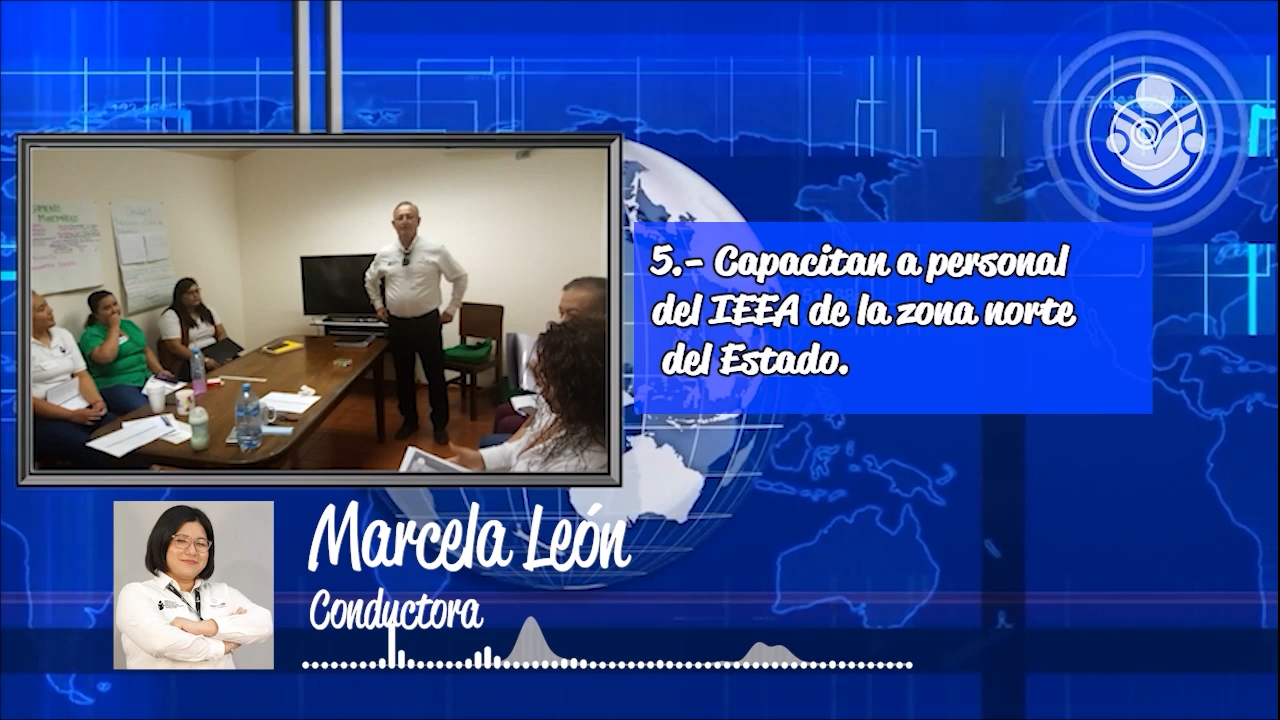 5.- Capacitan a personal
del IEEA de la zona norte
del Estado.
Marcela León
Conductora